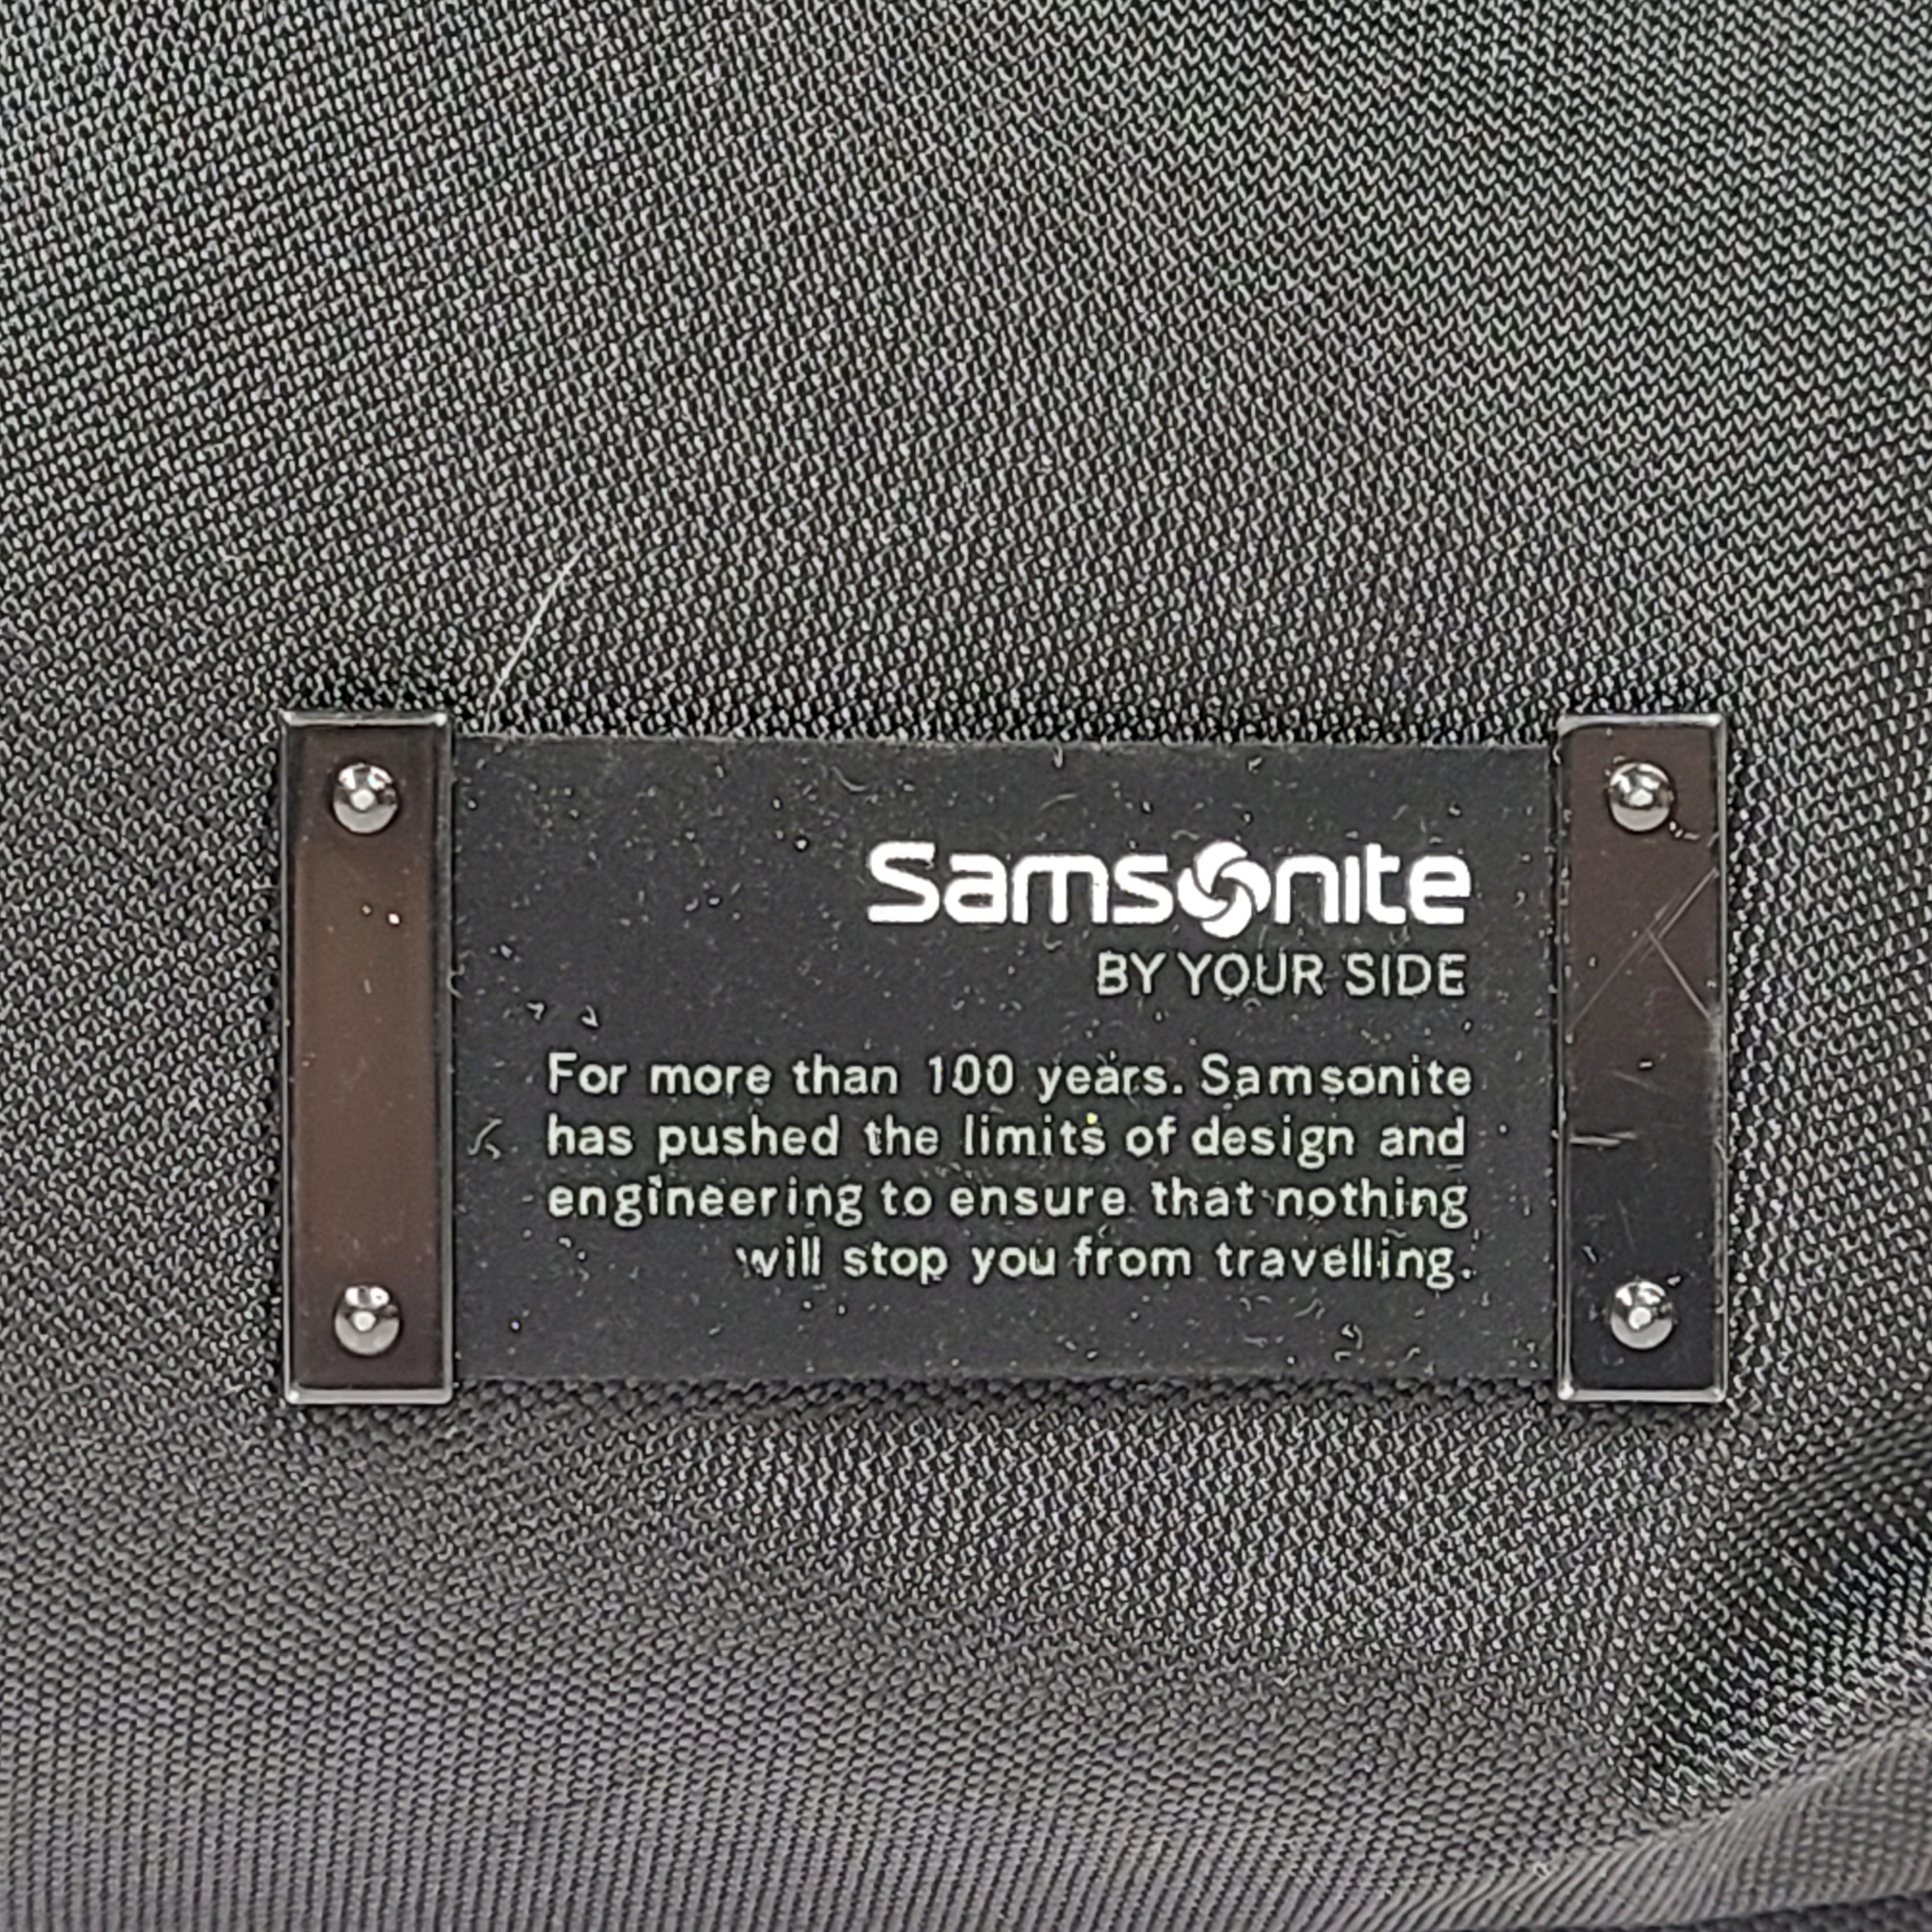 Samsonite
BY YOUR SIDE
For more than 100 years. Samsonite
has pushed the limits of design and
engineering to ensure that nothing
will stop you from travelling.